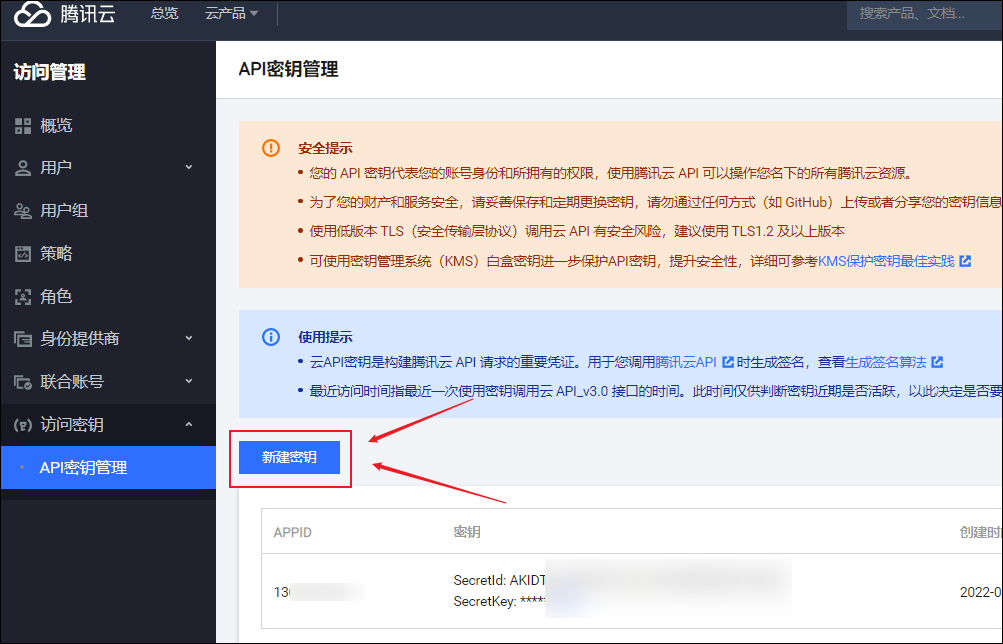 腾讯云 总览 云产品 搜索产品、文档...
访问管理
概览
用户
用户组
策略
角色
身份提供商
联合账号
访问密钥
API密钥管理
API密钥管理
安全提示
• 您的 API 密钥代表您的账号身份和所拥有的权限，使用腾讯云 API 可以操作您名下的所有腾讯云资源。
• 为了您的财产和服务安全，请妥善保存和定期更换密钥，请勿通过任何方式（如 GitHub）上传或者分享您的密钥信息
• 使用低版本 TLS（安全传输层协议）调用云 API 有安全风险，建议使用 TLS1.2 及以上版本
• 可使用密钥管理系统（KMS）白盒密钥进一步保护API密钥，提升安全性，详细可参考KMS保护密钥最佳实践
使用提示
• 云API密钥是构建腾讯云 API 请求的重要凭证。用于您调用腾讯云API 时生成签名，查看生成签名算法
• 最近访问时间指最近一次使用密钥调用云 API_v3.0 接口的时间。此时间仅供判断密钥近期是否活跃，以此决定是否要
新建密钥
APPID 密钥 创建时
13 SecretId: AKIDT 2022-0
SecretKey: ****